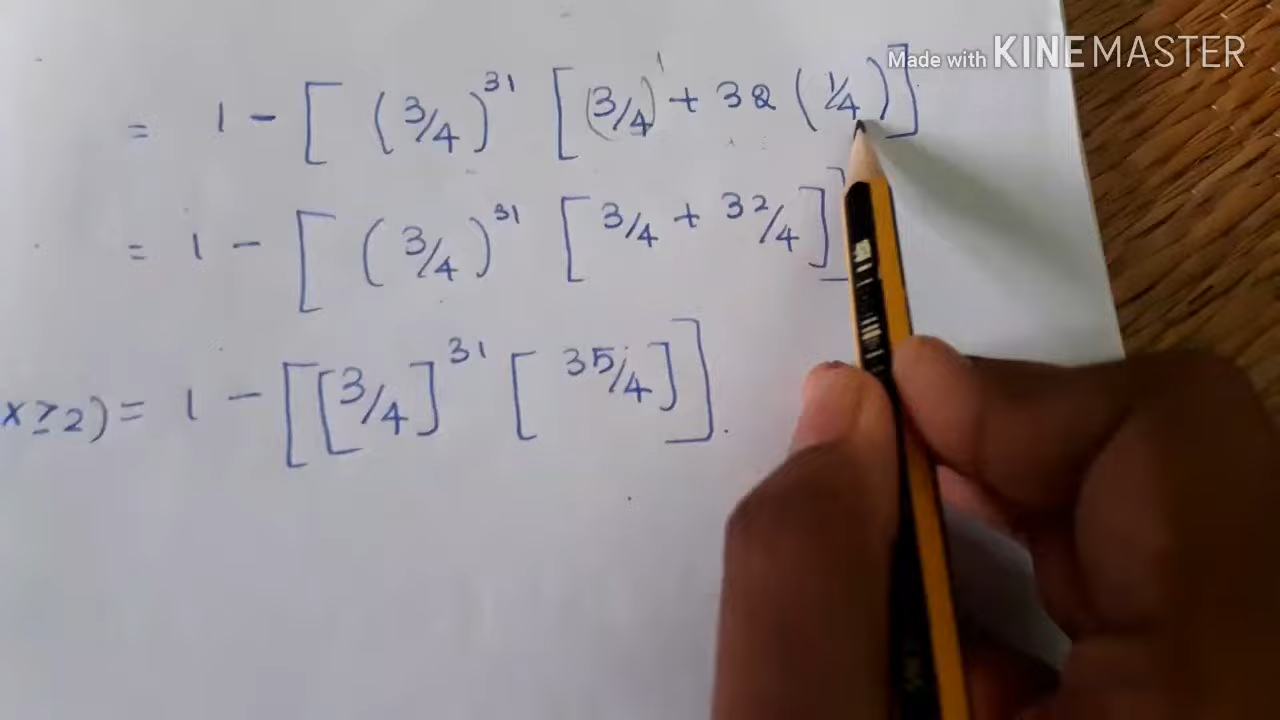 Made with KINEMASTER
= 1 - [ (3/4)^31 [(3/4)^1 + 32 (1/4)]
= 1 - [ (3/4)^31 [ 3/4 + 32/4 ]]
x ≥ 2) = 1 - [[3/4]^31 [ 35/4 ]].